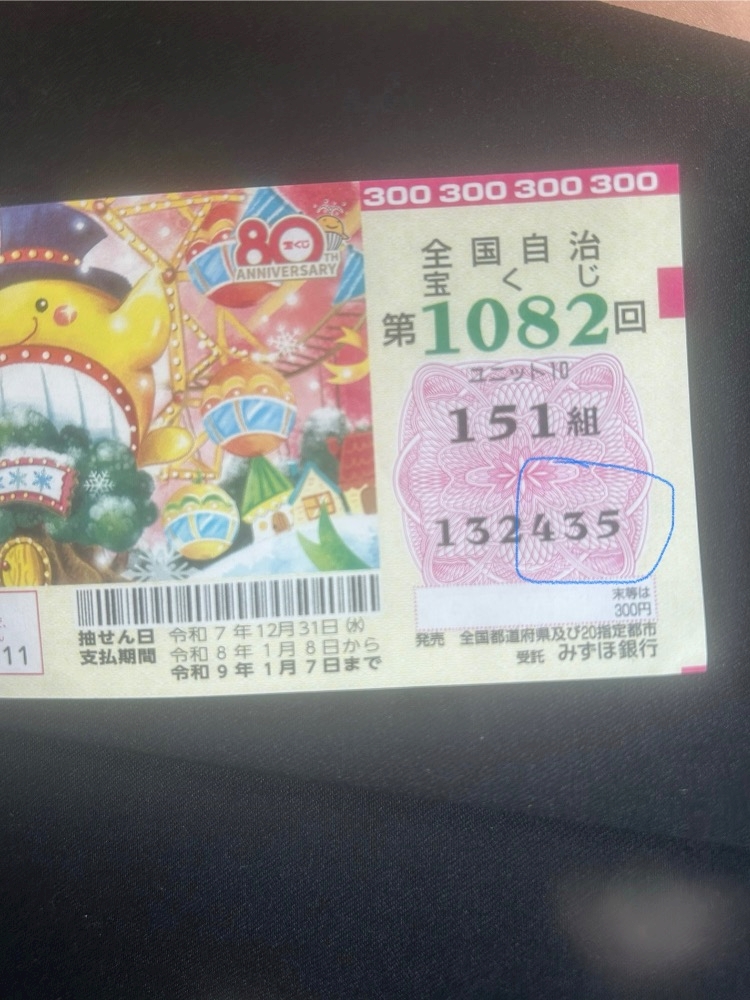 300 300 300 300
80
宝くじ
TH
ANNIVERSARY
全国自治
宝くじ
第1082回
ユニット10
151組
132435
末等は
300円
抽せん日 令和7年12月31日㈬
支払期間 令和8年1月8日から
令和9年1月7日まで
発売 全国都道府県及び20指定都市
受託 みずほ銀行
11